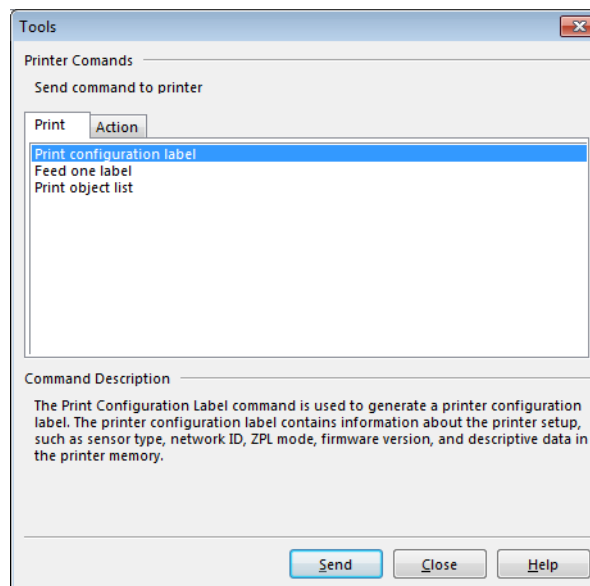 Tools
Printer Comands
Send command to printer
Print Action
Print configuration label
Feed one label
Print object list
Command Description
The Print Configuration Label command is used to generate a printer configuration
label. The printer configuration label contains information about the printer setup,
such as sensor type, network ID, ZPL mode, firmware version, and descriptive data in
the printer memory.
Send Close Help